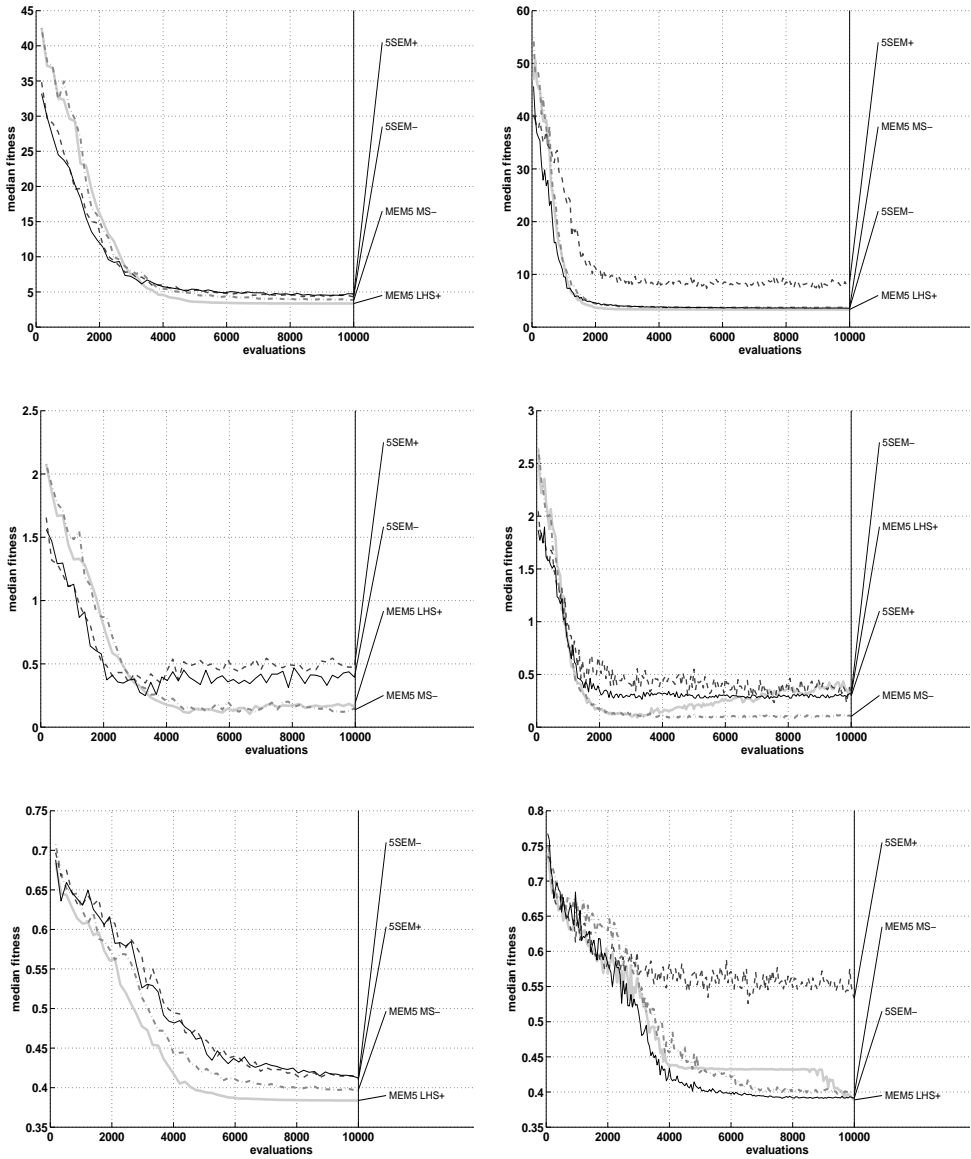 45
40
35
30
25
20
15
10
5
0
median fitness
0
2000
4000
6000
8000
10000
evaluations
5SEM+
5SEM−
MEM5 MS−
MEM5 LHS+
60
50
40
30
20
10
0
median fitness
0
2000
4000
6000
8000
10000
evaluations
5SEM+
MEM5 MS−
5SEM−
MEM5 LHS+
2.5
2
1.5
1
0.5
0
median fitness
0
2000
4000
6000
8000
10000
evaluations
5SEM+
5SEM−
MEM5 LHS+
MEM5 MS−
3
2.5
2
1.5
1
0.5
0
median fitness
0
2000
4000
6000
8000
10000
evaluations
5SEM−
MEM5 LHS+
5SEM+
MEM5 MS−
0.75
0.7
0.65
0.6
0.55
0.5
0.45
0.4
0.35
median fitness
0
2000
4000
6000
8000
10000
evaluations
5SEM−
5SEM+
MEM5 MS−
MEM5 LHS+
0.8
0.75
0.7
0.65
0.6
0.55
0.5
0.45
0.4
0.35
median fitness
0
2000
4000
6000
8000
10000
evaluations
5SEM+
MEM5 MS−
5SEM−
MEM5 LHS+